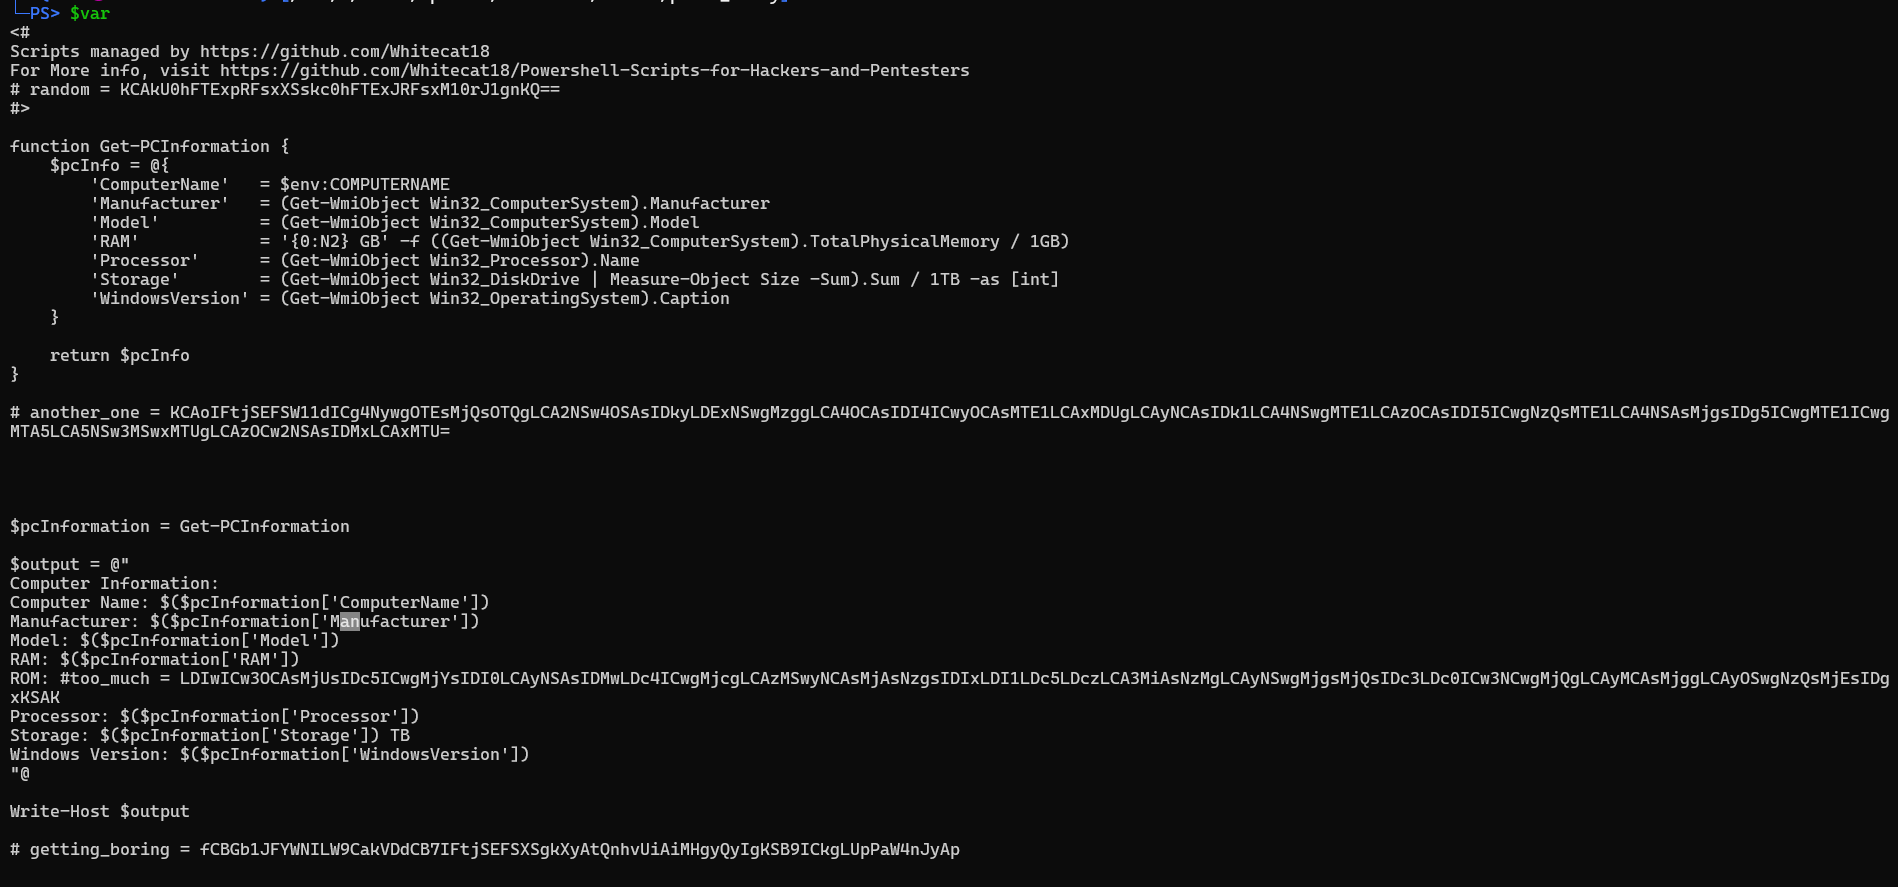 └─PS> $var
<#
Scripts managed by https://github.com/Whitecat18
For More info, visit https://github.com/Whitecat18/Powershell-Scripts-for-Hackers-and-Pentesters
# random = KCAkU0hFTExpRFsxXSskc0hFTExJRFsxM10rJ1gnKQ==
#>
function Get-PCInformation {
    $pcInfo = @{
        'ComputerName'   = $env:COMPUTERNAME
        'Manufacturer'   = (Get-WmiObject Win32_ComputerSystem).Manufacturer
        'Model'          = (Get-WmiObject Win32_ComputerSystem).Model
        'RAM'            = '{0:N2} GB' -f ((Get-WmiObject Win32_ComputerSystem).TotalPhysicalMemory / 1GB)
        'Processor'      = (Get-WmiObject Win32_Processor).Name
        'Storage'        = (Get-WmiObject Win32_DiskDrive | Measure-Object Size -Sum).Sum / 1TB -as [int]
        'WindowsVersion' = (Get-WmiObject Win32_OperatingSystem).Caption
    }
    return $pcInfo
}
# another_one = KCAoIFtjSEFSW11dICg4NywgOTEsMjQsOTQgLCA2NSw4OSAsIDkyLDExNSwgMzggLCA4OCAsIDI4ICwyOCAsMTE1LCAxMDUgLCAyNCAsIDk1LCA4NSwgMTE1LCAzOCAsIDI5ICwgNzQsMTE1LCA4NSAsMjgsIDg5ICwgMTE1ICwg
MTA5LCA5NSw3MSwxMTUgLCAzOCw2NSAsIDMxLCAxMTU=
$pcInformation = Get-PCInformation
$output = @"
Computer Information:
Computer Name: $($pcInformation['ComputerName'])
Manufacturer: $($pcInformation['Manufacturer'])
Model: $($pcInformation['Model'])
RAM: $($pcInformation['RAM'])
ROM: #too_much = LDIwICw3OCAsMjUsIDc5ICwgMjYsIDI0LCAyNSAsIDMwLDc4ICwgMjcgLCAzMSwyNCAsMjAsNzgsIDIxLDI1LDc5LDczLCA3MiAsNzMgLCAyNSwgMjgsMjQsIDc3LDc0ICw3NCwgMjQgLCAyMCAsMjggLCAyOSwgNzQsMjEsIDg
xKSAK
Processor: $($pcInformation['Processor'])
Storage: $($pcInformation['Storage']) TB
Windows Version: $($pcInformation['WindowsVersion'])
"@
Write-Host $output
# getting_boring = fCBGb1JFYWNILW9CakVDdCB7IFtjSEFSXSgkXyAtQnhvUiAiMHgyQyIgKSB9ICkgLUpPaW4nJyAp